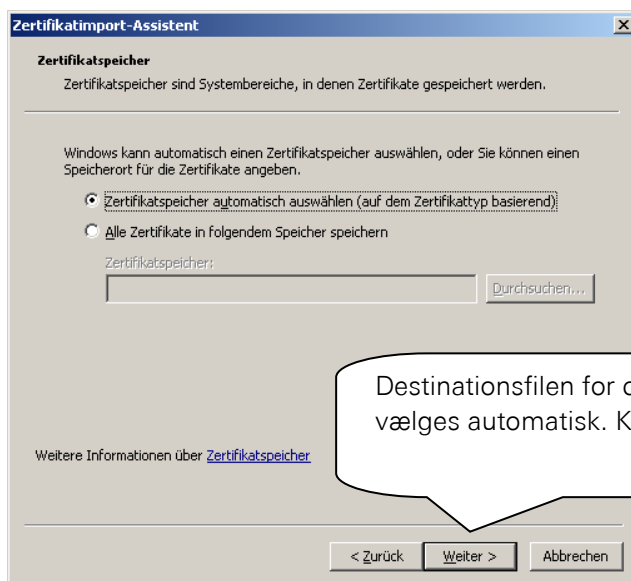 Zertifikatimport-Assistent
Zertifikatspeicher
Zertifikatspeicher sind Systembereiche, in denen Zertifikate gespeichert werden.
Windows kann automatisch einen Zertifikatspeicher auswählen, oder Sie können einen
Speicherort für die Zertifikate angeben.
Zertifikatspeicher automatisch auswählen (auf dem Zertifikattyp basierend)
Alle Zertifikate in folgendem Speicher speichern
Zertifikatspeicher:
Durchsuchen...
Destinationsfilen for
vælges automatisk.
Weitere Informationen über Zertifikatspeicher
< Zurück Weiter > Abbrechen